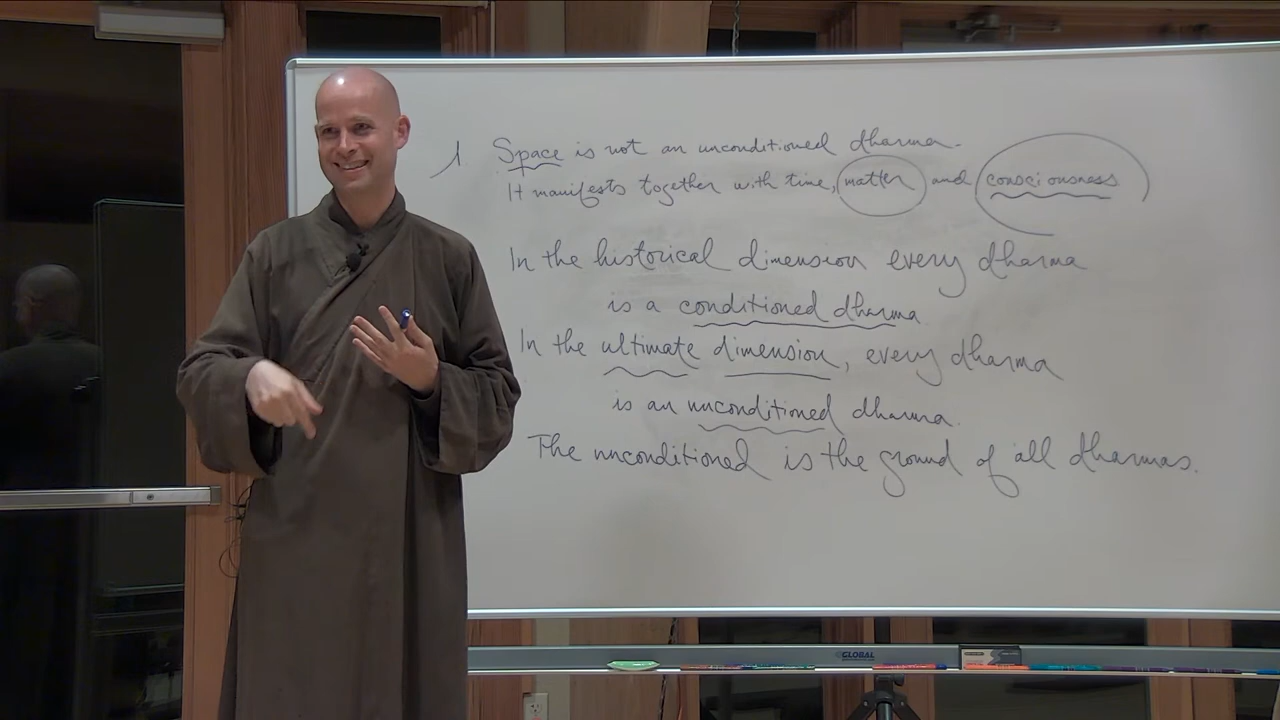 1. Space is not an unconditioned dharma.
It manifests together with time, matter and consciousness
In the historical dimension every dharma
is a conditioned dharma
In the ultimate dimension, every dharma
is an unconditioned dharma.
The unconditioned is the ground of all dharmas.
GLOBAL